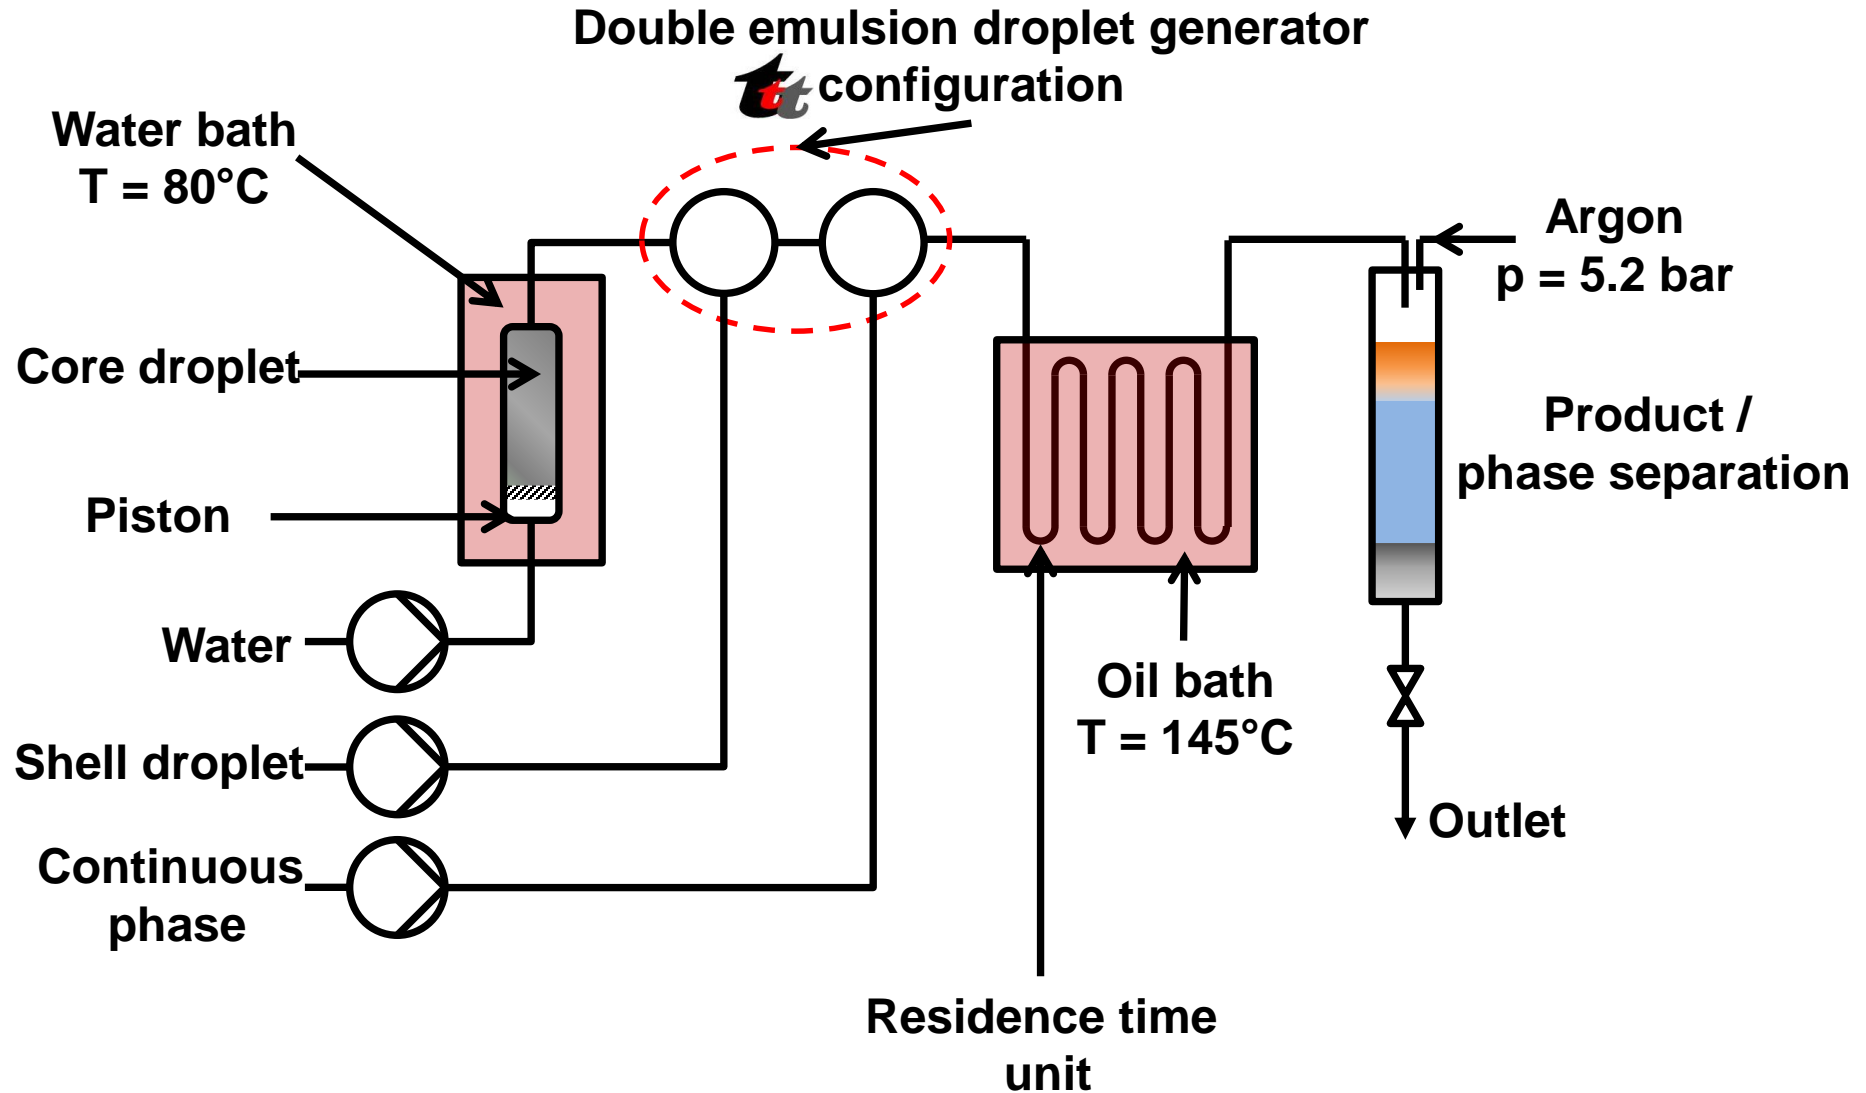 Double emulsion droplet generator
ttt configuration
Water bath
T = 80°C
Argon
p = 5.2 bar
Core droplet
Product /
phase separation
Piston
Water
Oil bath
T = 145°C
Shell droplet
Outlet
Continuous
phase
Residence time
unit